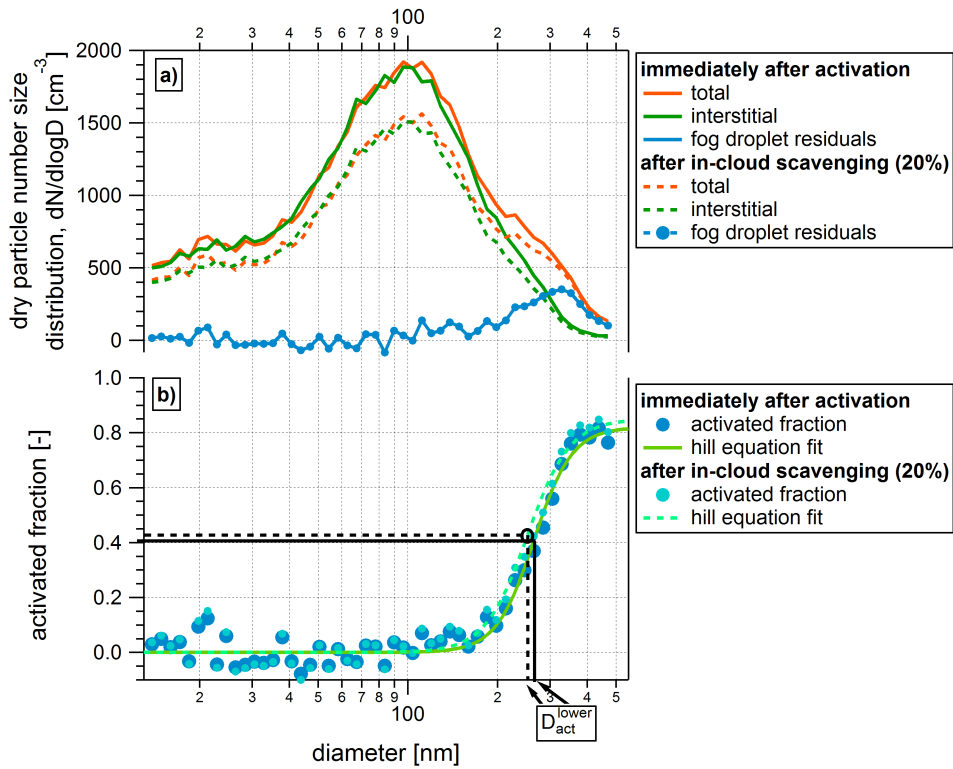 100
2 3 4 5 6 7 8 9 2 3 4 5
2000
1500
1000
500
0
dry particle number size
distribution, dN/dlogD [cm-3]
a)
immediately after activation
total
interstitial
fog droplet residuals
after in-cloud scavenging (20%)
total
interstitial
fog droplet residuals
1.0
0.8
0.6
0.4
0.2
0.0
activated fraction [-]
b)
immediately after activation
activated fraction
hill equation fit
after in-cloud scavenging (20%)
activated fraction
hill equation fit
2 3 4 5 6 7 8 9 2 3 4 5
100
D act lower
diameter [nm]